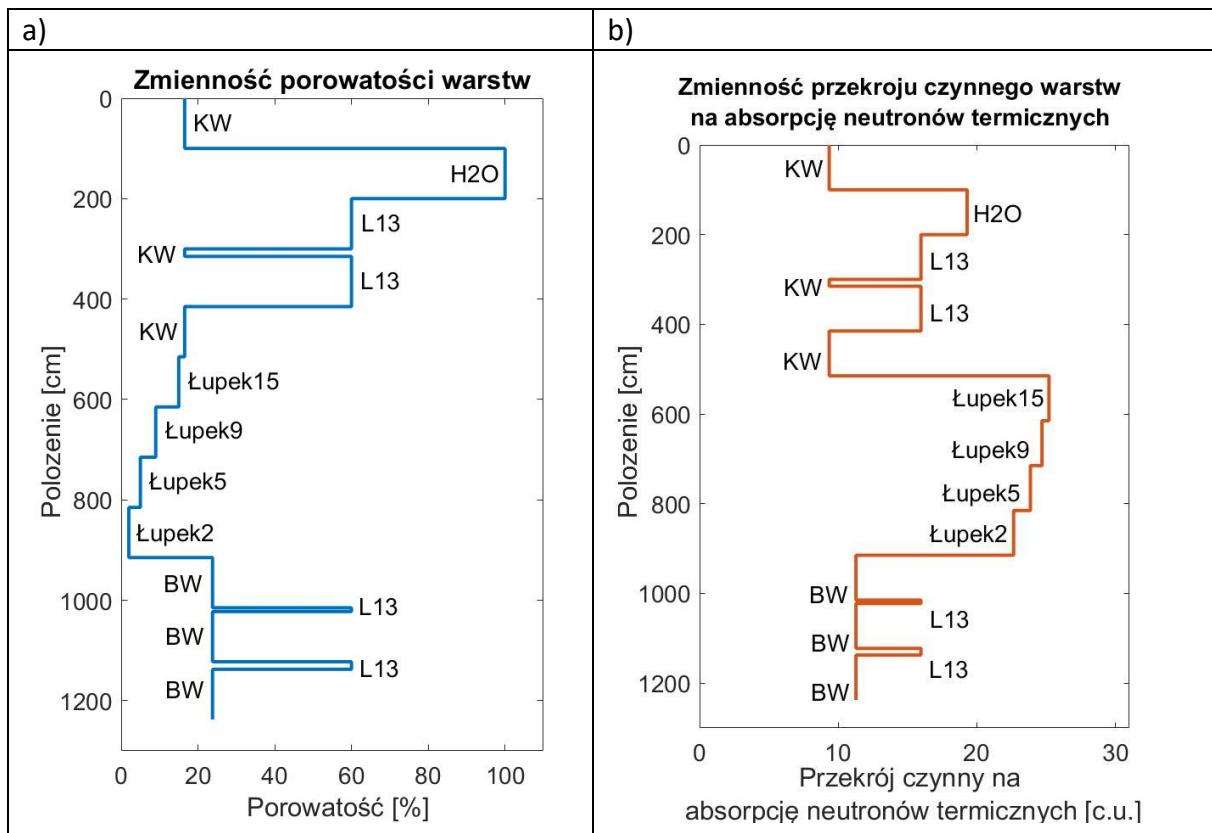 a)
b)
Zmienność porowatości warstw
0
200
400
600
800
1000
1200
Polozenie [cm]
KW
H2O
L13
KW
L13
KW
Łupek15
Łupek9
Łupek5
Łupek2
BW
L13
BW
L13
BW
0 20 40 60 80 100
Porowatość [%]
Zmienność przekroju czynnego warstw
na absorpcję neutronów termicznych
0
200
400
600
800
1000
1200
Polozenie [cm]
KW
H2O
L13
KW
L13
KW
Łupek15
Łupek9
Łupek5
Łupek2
BW
L13
BW
L13
BW
0 10 20 30
Przekrój czynny na
absorpcję neutronów termicznych [c.u.]